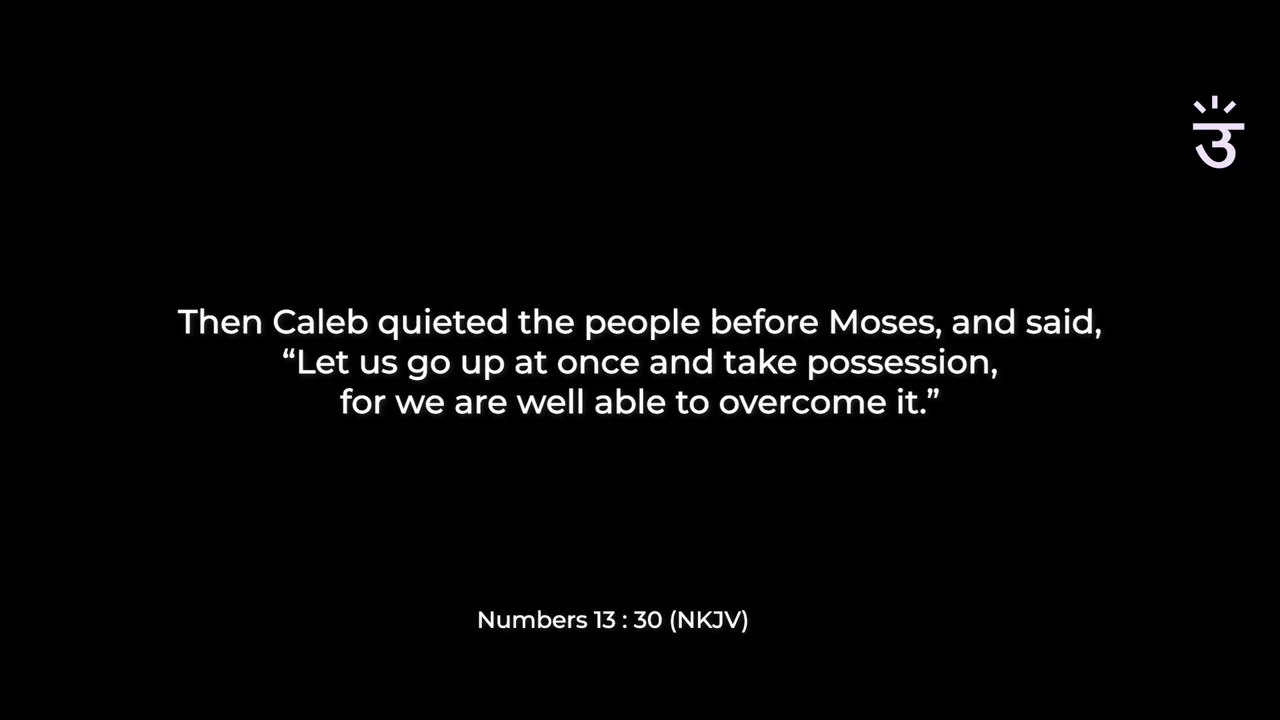 उ
Then Caleb quieted the people before Moses, and said,
“Let us go up at once and take possession,
for we are well able to overcome it.”
Numbers 13 : 30 (NKJV)